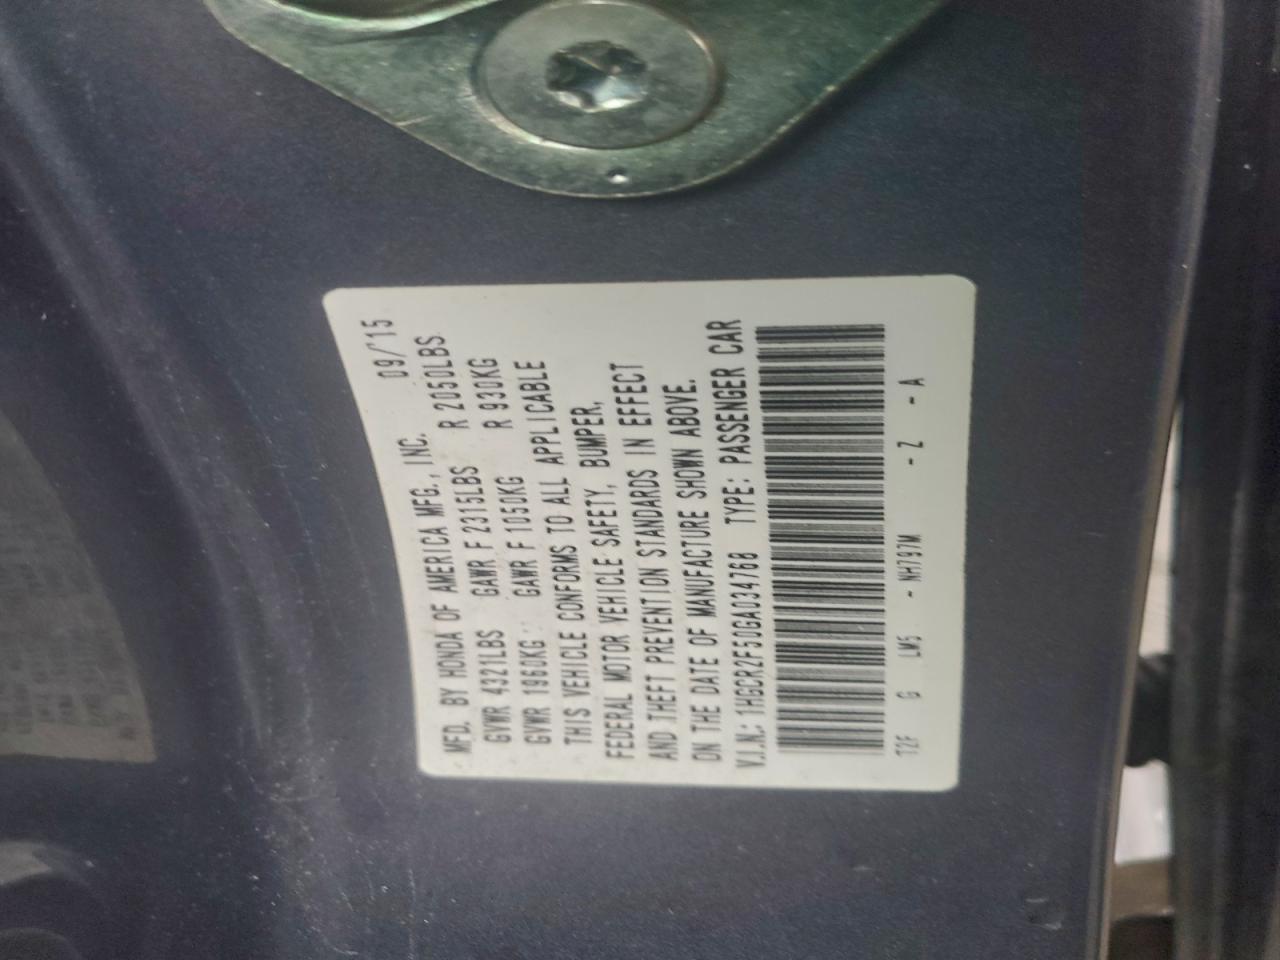 MFD. BY HONDA OF AMERICA MFG., INC. 09/'15
GVWR 4321LBS GAWR F 2315LBS R 2050LBS
GVWR 1960KG GAWR F 1050KG R 930KG
THIS VEHICLE CONFORMS TO ALL APPLICABLE
FEDERAL MOTOR VEHICLE SAFETY, BUMPER,
AND THEFT PREVENTION STANDARDS IN EFFECT
ON THE DATE OF MANUFACTURE SHOWN ABOVE.
V.I.N.: 1HGCR2F50GA034768 TYPE: PASSENGER CAR
T2F G LW5 - NH797M - Z - A